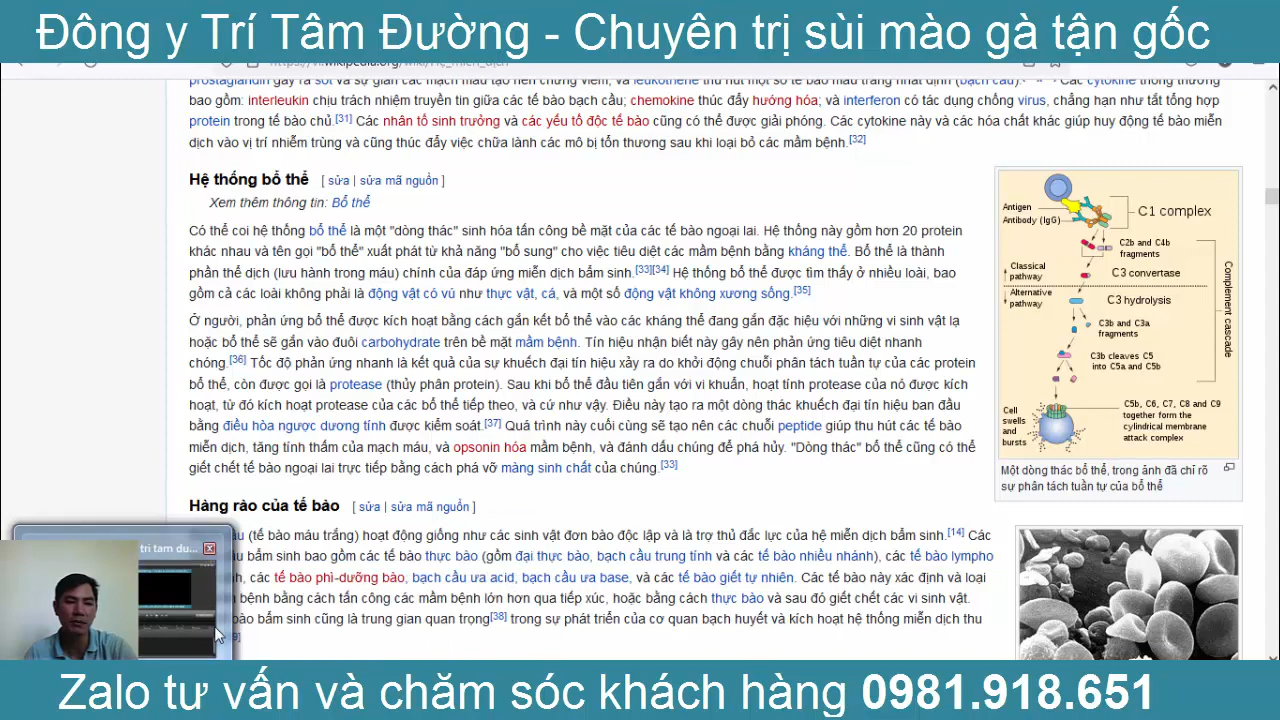 Đông y Trí Tâm Đường - Chuyên trị sùi mào gà tận gốc
prostaglandin gây ra sốt và sự giãn các mạch máu tạo nên chứng viêm, và leukotriene thu hút một số tế bào máu trắng nhất định (bạch cầu). Các cytokine thông thường
bao gồm: interleukin chịu trách nhiệm truyền tin giữa các tế bào bạch cầu; chemokine thúc đẩy hướng hóa; và interferon có tác dụng chống virus, chẳng hạn như tắt tổng hợp
protein trong tế bào chủ.[31] Các nhân tố sinh trưởng và các yếu tố độc tế bào cũng có thể được giải phóng. Các cytokine này và các hóa chất khác giúp huy động tế bào miễn
dịch vào vị trí nhiễm trùng và cũng thúc đẩy việc chữa lành các mô bị tổn thương sau khi loại bỏ các mầm bệnh.[32]
Hệ thống bổ thể [ sửa | sửa mã nguồn ]
Xem thêm thông tin: Bổ thể
Có thể coi hệ thống bổ thể là một "dòng thác" sinh hóa tấn công bề mặt của các tế bào ngoại lai. Hệ thống này gồm hơn 20 protein
khác nhau và tên gọi "bổ thể" xuất phát từ khả năng "bổ sung" cho việc tiêu diệt các mầm bệnh bằng kháng thể. Bổ thể là thành
phần thể dịch (lưu hành trong máu) chính của đáp ứng miễn dịch bẩm sinh.[33][34] Hệ thống bổ thể được tìm thấy ở nhiều loài, bao
gồm cả các loài không phải là động vật có vú như thực vật, cá, và một số động vật không xương sống.[35]
Ở người, phản ứng bổ thể được kích hoạt bằng cách gắn kết bổ thể vào các kháng thể đang gắn đặc hiệu với những vi sinh vật lạ
hoặc bổ thể sẽ gắn vào đuôi carbohydrate trên bề mặt mầm bệnh. Tín hiệu nhận biết này gây nên phản ứng tiêu diệt nhanh
chóng.[36] Tốc độ phản ứng nhanh là kết quả của sự khuếch đại tín hiệu xảy ra do khởi động chuỗi phân tách tuần tự của các protein
bổ thể, còn được gọi là protease (thủy phân protein). Sau khi bổ thể đầu tiên gắn với vi khuẩn, hoạt tính protease của nó được kích
hoạt, từ đó kích hoạt protease của các bổ thể tiếp theo, và cứ như vậy. Điều này tạo ra một dòng thác khuếch đại tín hiệu ban đầu
bằng điều hòa ngược dương tính được kiểm soát.[37] Quá trình này cuối cùng sẽ tạo nên các chuỗi peptide giúp thu hút các tế bào
miễn dịch, tăng tính thấm của mạch máu, và opsonin hóa mầm bệnh, và đánh dấu chúng để phá hủy. "Dòng thác" bổ thể cũng có thể
giết chết tế bào ngoại lai trực tiếp bằng cách phá vỡ màng sinh chất của chúng.[33]
Antigen
Antibody (IgG)
C1 complex
C2b and C4b
fragments
Classical
pathway
C3 convertase
Alternative
pathway
C3 hydrolysis
C3b and C3a
fragments
C3b cleaves C5
into C5a and C5b
Complement cascade
Cell
swells
and
bursts
C5b, C6, C7, C8 and C9
together form the
cylindrical membrane
attack complex
Một dòng thác bổ thể, trong ảnh đã chỉ rõ
sự phân tách tuần tự của bổ thể
Hàng rào của tế bào [ sửa | sửa mã nguồn ]
(tế bào máu trắng) hoạt động giống như các sinh vật đơn bào độc lập và là trợ thủ đắc lực của hệ miễn dịch bẩm sinh.[14] Các
bẩm sinh bao gồm các tế bào thực bào (gồm đại thực bào, bạch cầu trung tính và các tế bào nhiều nhánh), các tế bào lympho
các tế bào phì-dưỡng bào, bạch cầu ưa acid, bạch cầu ưa base, và các tế bào giết tự nhiên. Các tế bào này xác định và loại
bệnh bằng cách tấn công các mầm bệnh lớn hơn qua tiếp xúc, hoặc bằng cách thực bào và sau đó giết chết các vi sinh vật.
bẩm sinh cũng là trung gian quan trọng[38] trong sự phát triển của cơ quan bạch huyết và kích hoạt hệ thống miễn dịch thu
tri tam du...
Zalo tư vấn và chăm sóc khách hàng 0981.918.651